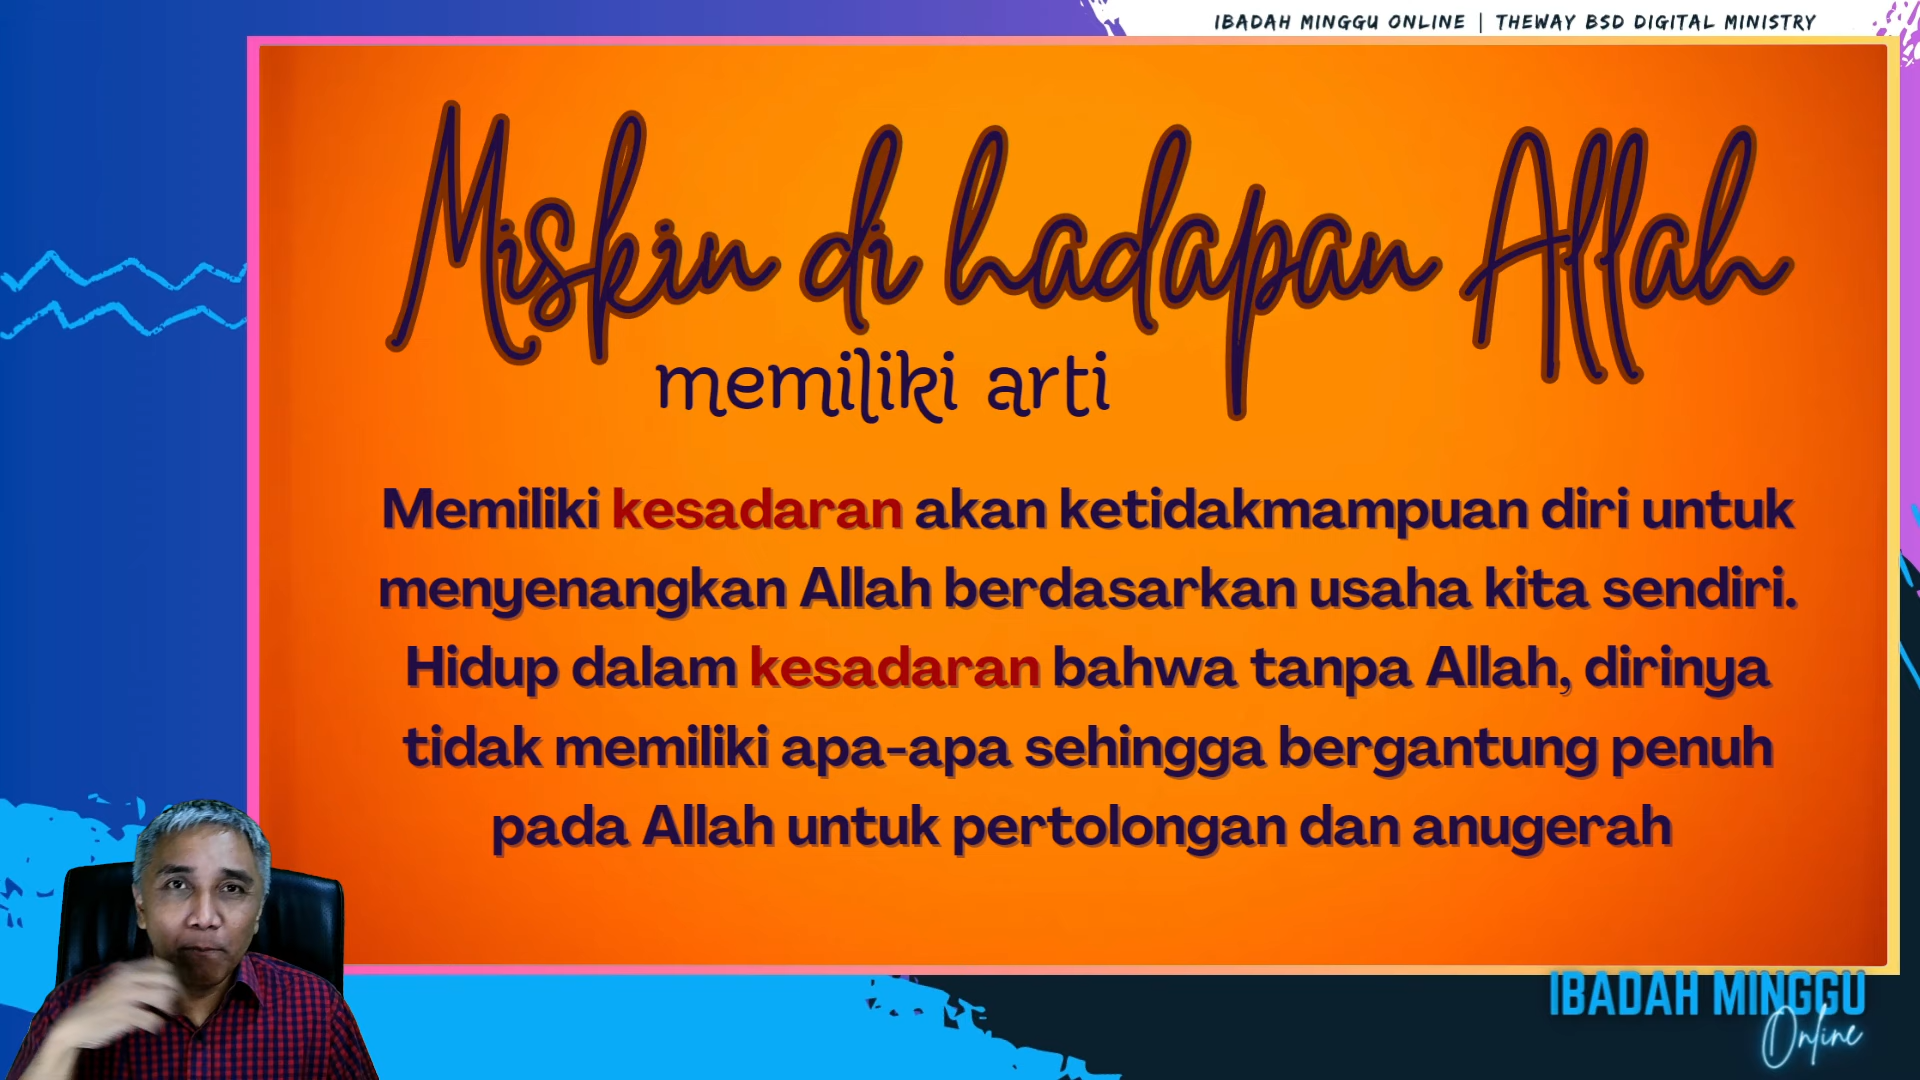 IBADAH MINGGU ONLINE | THEWAY BSD DIGITAL MINISTRY
Miskin di hadapan Allah
memiliki arti
Memiliki kesadaran akan ketidakmampuan diri untuk
menyenangkan Allah berdasarkan usaha kita sendiri.
Hidup dalam kesadaran bahwa tanpa Allah, dirinya
tidak memiliki apa-apa sehingga bergantung penuh
pada Allah untuk pertolongan dan anugerah
IBADAH MINGGU
Online